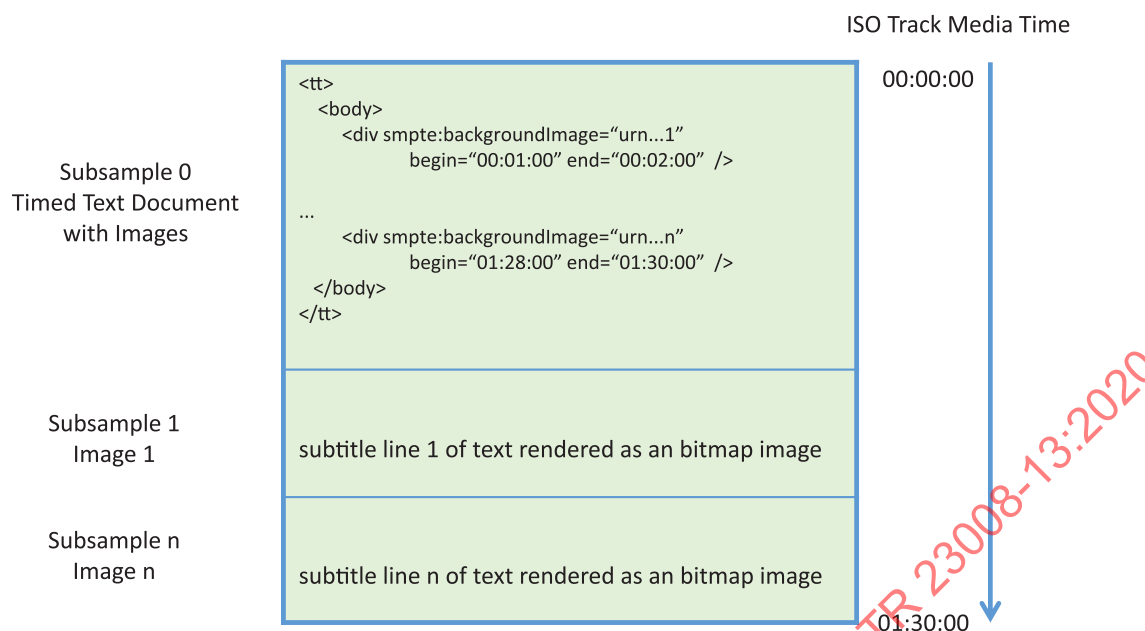 ISO Track Media Time
00:00:00
<tt>
<body>
<div smpte:backgroundImage=“urn...1”
begin=“00:01:00” end=“00:02:00” />
Subsample 0
Timed Text Document
with Images
...
<div smpte:backgroundImage=“urn...n”
begin=“01:28:00” end=“01:30:00” />
</body>
</tt>
Subsample 1
Image 1
subtitle line 1 of text rendered as an bitmap image
Subsample n
Image n
subtitle line n of text rendered as an bitmap image
01:30:00
TR 23008-13:2020